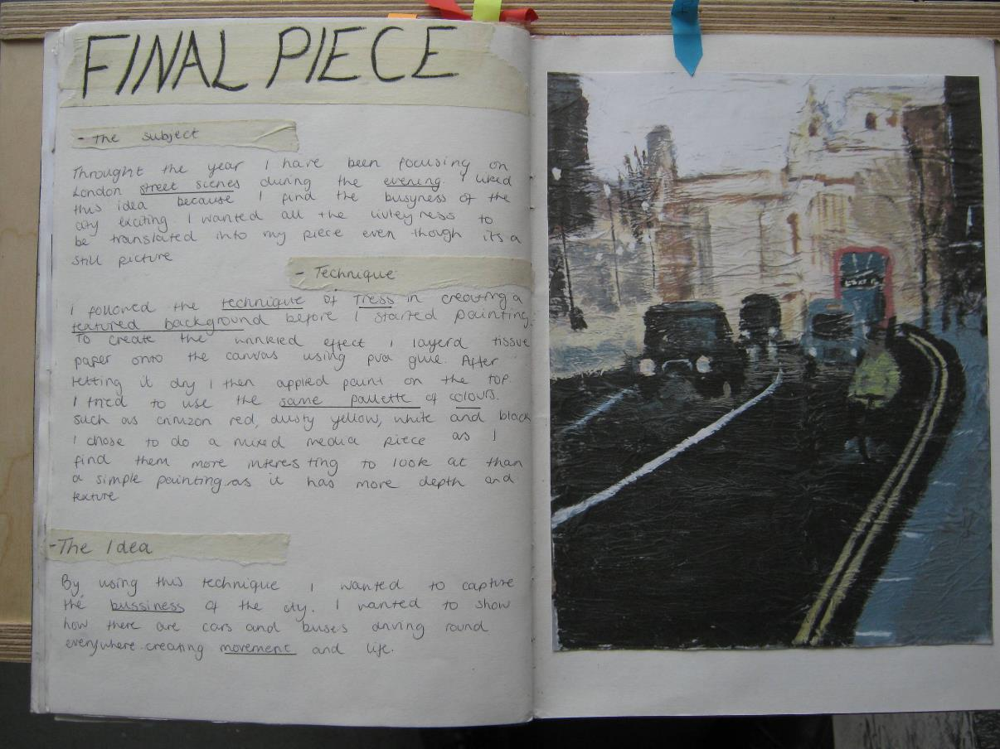 FINAL PIECE
- The subject
Throught the year I have been focusing on
London street scenes during the evening. I liked
this idea because I find the busyness of the
city exciting. I wanted all the livleyness to
be translated into my piece even though its a
still picture
- Technique
I followed the technique of Tress in creating a
textured background before I started painting.
To create the wrinkled effect I layerd tissue
paper onto the canvas using pva glue. After
letting it dry I then applied paint on the top.
I tried to use the same pallette of colours.
such as crimzon red, dusty yellow, white and black
I chose to do a mixed media piece as I
find them more interesting to look at than
a simple painting as it has more depth and
texture
- The Idea
By using this technique I wanted to capture
the bussiness of the city. I wanted to show
how there are cars and buses driving round
everywhere creating movement and life.